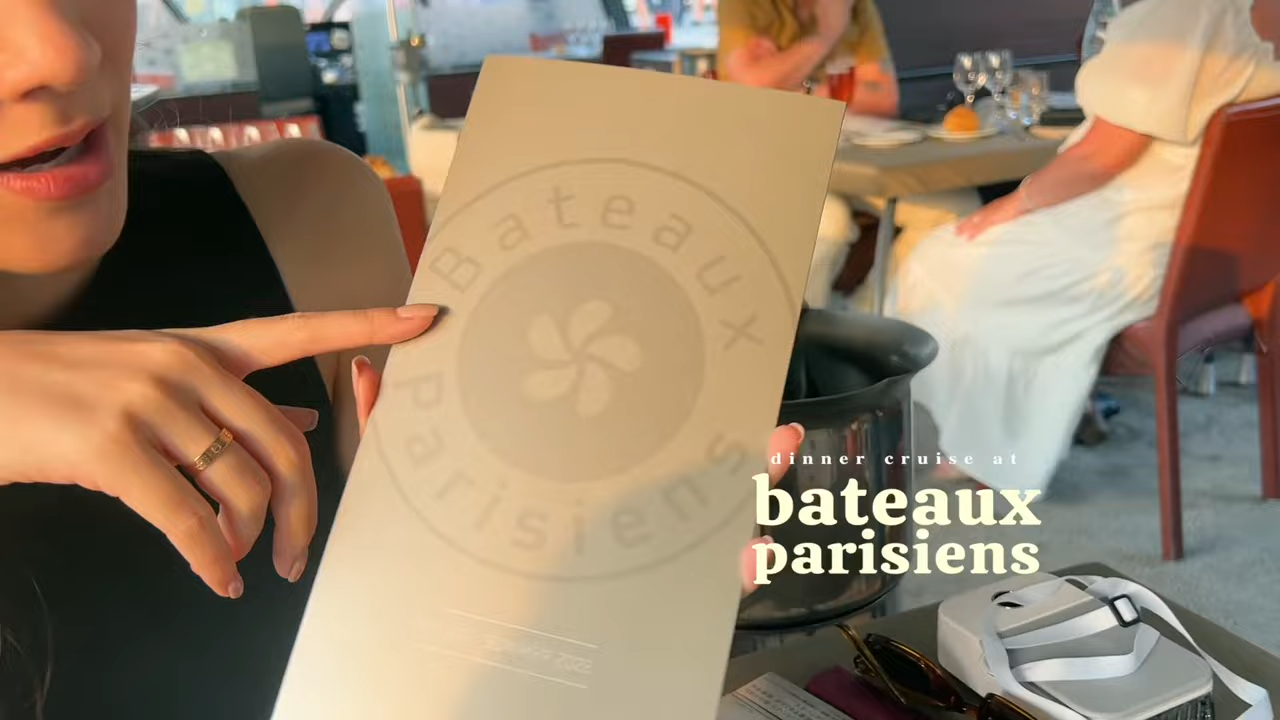 Bateaux
Parisiens
dinner cruise at
bateaux
parisiens